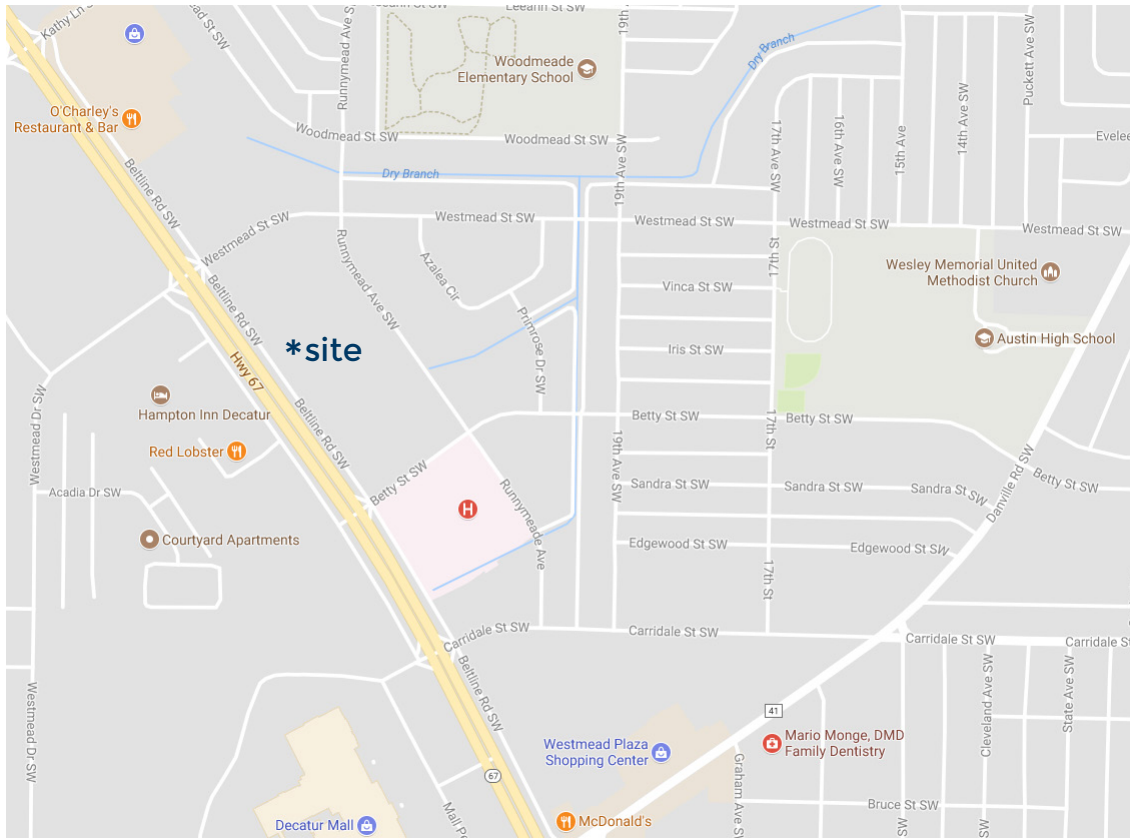 Kathy Ln S
Leeann St SW
19th
Runnymead Ave S
Woodmeade
Elementary School
Dry Branch
Puckett Ave SW
O'Charley's
Restaurant & Bar
Woodmead St SW
Woodmead St SW
17th Ave SW
16th Ave SW
15th Ave
14th Ave SW
Evelee
Beltline Rd SW
Dry Branch
19th Ave SW
Westmead St SW
Westmead St SW
Westmead St SW
Westmead St SW
Westmead St SW
Runnymead Ave SW
Azalea Cir
17th St
Wesley Memorial United
Methodist Church
Vinca St SW
Beltline Rd SW
Primrose Dr SW
*site
Iris St SW
Austin High School
Hwy 67
Hampton Inn Decatur
Westmead Dr SW
Beltline Rd SW
Betty St SW
Betty St SW
17th St
Red Lobster
Betty St SW
Betty St SW
Acadia Dr SW
19th Ave SW
Sandra St SW
Sandra St SW
Sandra St SW
Danville Rd SW
H
Runnymeade Ave
Courtyard Apartments
Edgewood St SW
Edgewood St SW
17th St
Carridale St SW
Carridale St SW
Carridale St SW
Carridale St
Beltline Rd SW
Westmead Dr SW
Cleveland Ave SW
State Ave SW
41
Mario Monge, DMD
Family Dentistry
Westmead Plaza
Shopping Center
67
Graham Ave S
Bruce St SW
Mall
McDonald's
Decatur Mall